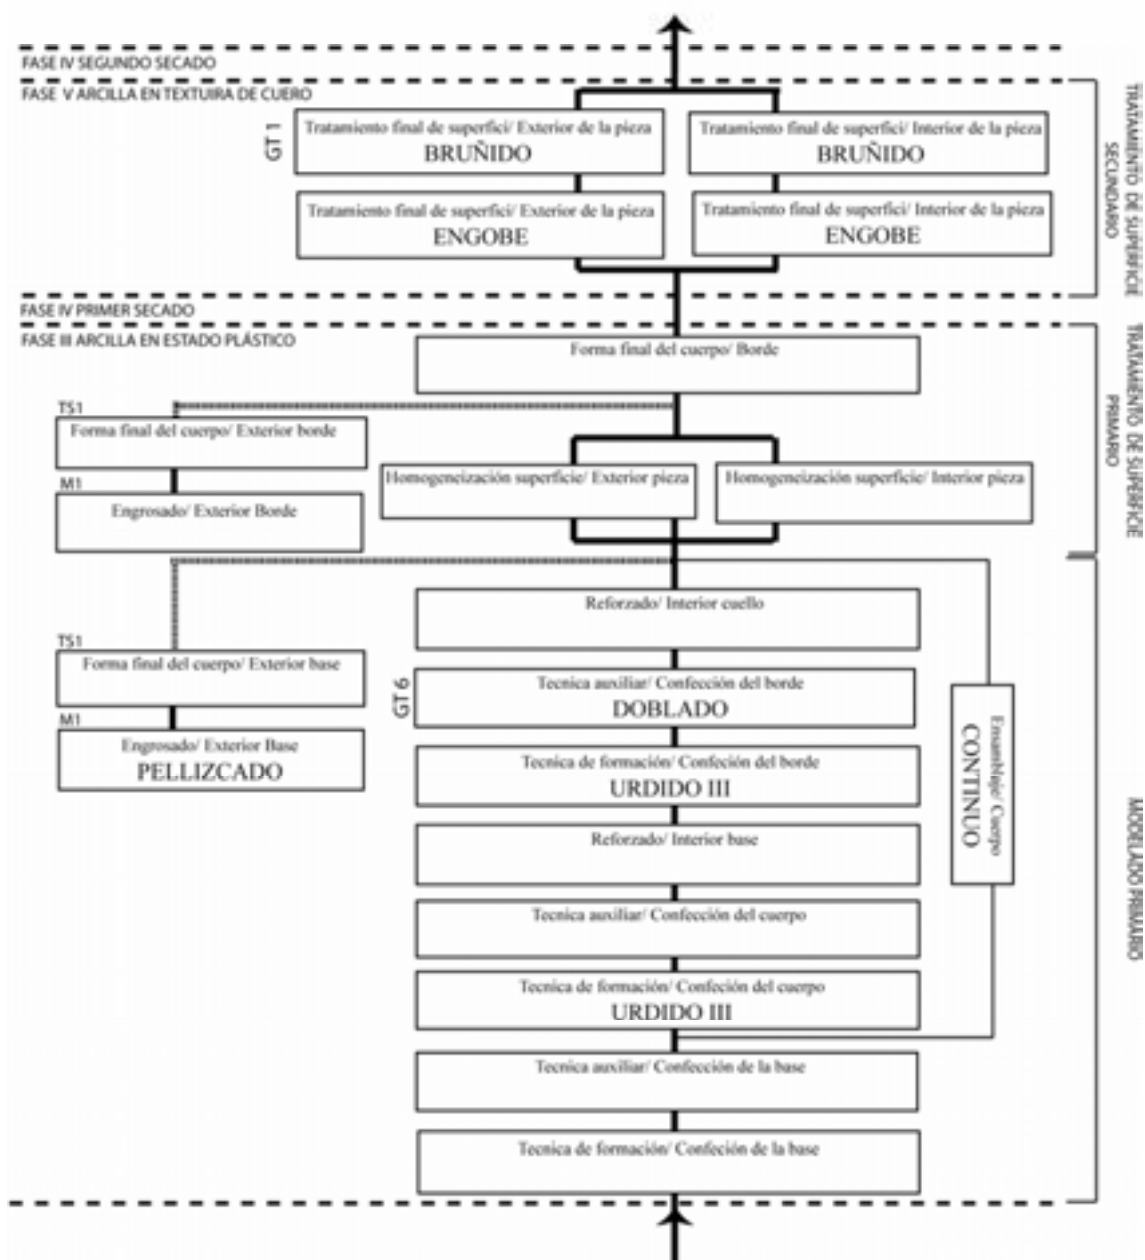 FASE IV SEGUNDO SECADO
FASE V ARCILLA EN TEXTUIRA DE CUERO
GT 1
Tratamiento final de superfici/ Exterior de la pieza
BRUÑIDO
Tratamiento final de superfici/ Interior de la pieza
BRUÑIDO
Tratamiento final de superfici/ Exterior de la pieza
ENGOBE
Tratamiento final de superfici/ Interior de la pieza
ENGOBE
TRATAMIENTO DE SUPERFICIE
SECUNDARIO
FASE IV PRIMER SECADO
FASE III ARCILLA EN ESTADO PLÁSTICO
Forma final del cuerpo/ Borde
TS1
Forma final del cuerpo/ Exterior borde
M1
Engrosado/ Exterior Borde
Homogeneización superficie/ Exterior pieza
Homogeneización superficie/ Interior pieza
TRATAMIENTO DE SUPERFICIE
PRIMARIO
Reforzado/ Interior cuello
TS1
Forma final del cuerpo/ Exterior base
M1
Engrosado/ Exterior Base
PELLIZCADO
GT 6
Tecnica auxiliar/ Confección del borde
DOBLADO
Tecnica de formación/ Confeción del borde
URDIDO III
Reforzado/ Interior base
Tecnica auxiliar/ Confección del cuerpo
Tecnica de formación/ Confeción del cuerpo
URDIDO III
Tecnica auxiliar/ Confección de la base
Tecnica de formación/ Confeción de la base
Ensamblaje/ Cuerpo
CONTINUO
MODELADO PRIMARIO